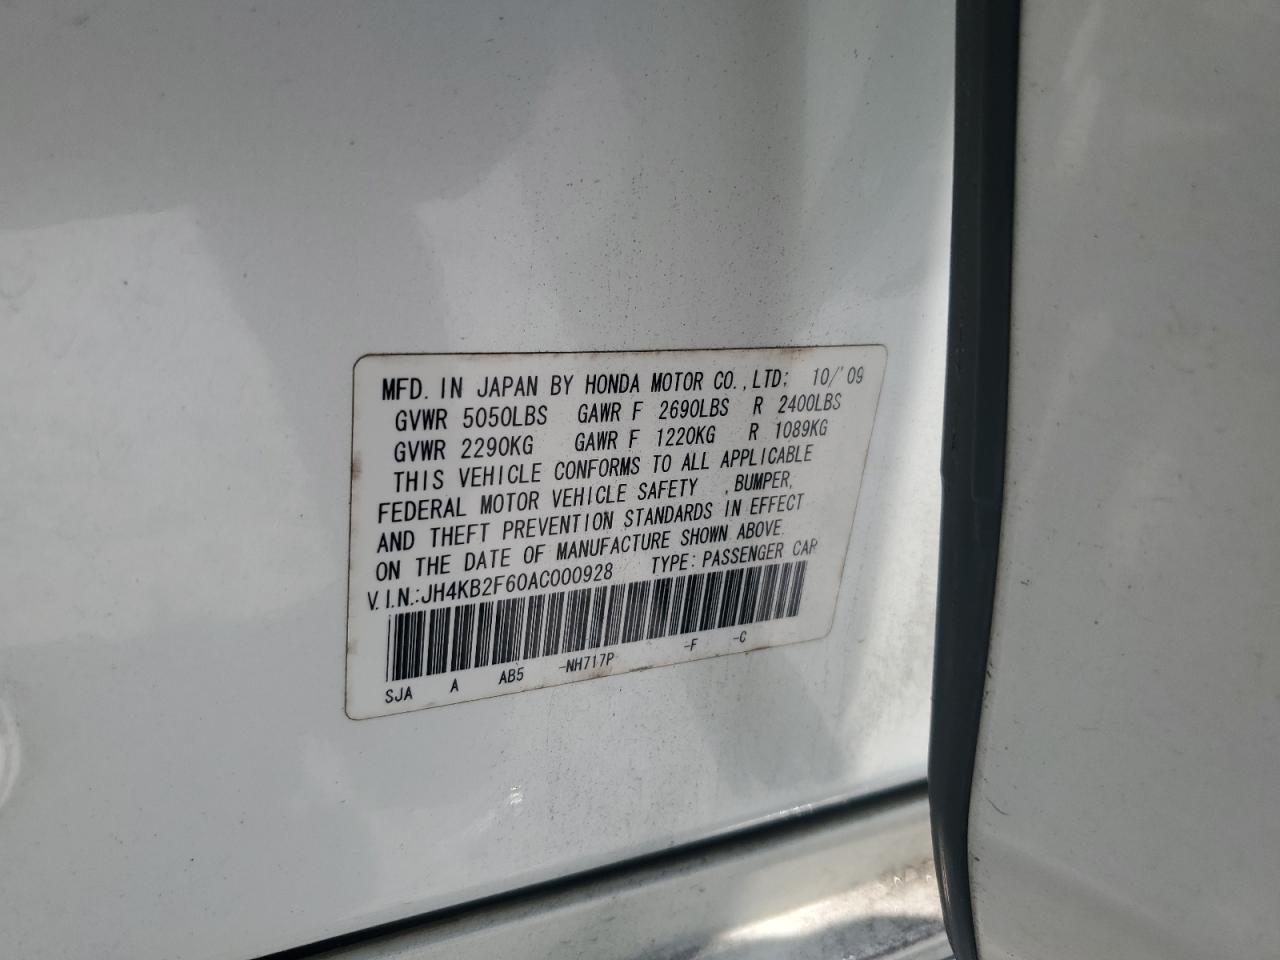 MFD. IN JAPAN BY HONDA MOTOR CO.,LTD; 10/'09
GVWR 5050LBS GAWR F 2690LBS R 2400LBS
GVWR 2290KG GAWR F 1220KG R 1089KG
THIS VEHICLE CONFORMS TO ALL APPLICABLE
FEDERAL MOTOR VEHICLE SAFETY ,BUMPER,
AND THEFT PREVENTION STANDARDS IN EFFECT
ON THE DATE OF MANUFACTURE SHOWN ABOVE.
V.I.N.:JH4KB2F60AC000928 TYPE:PASSENGER CAR
SJA A AB5 -NH717P -F -C